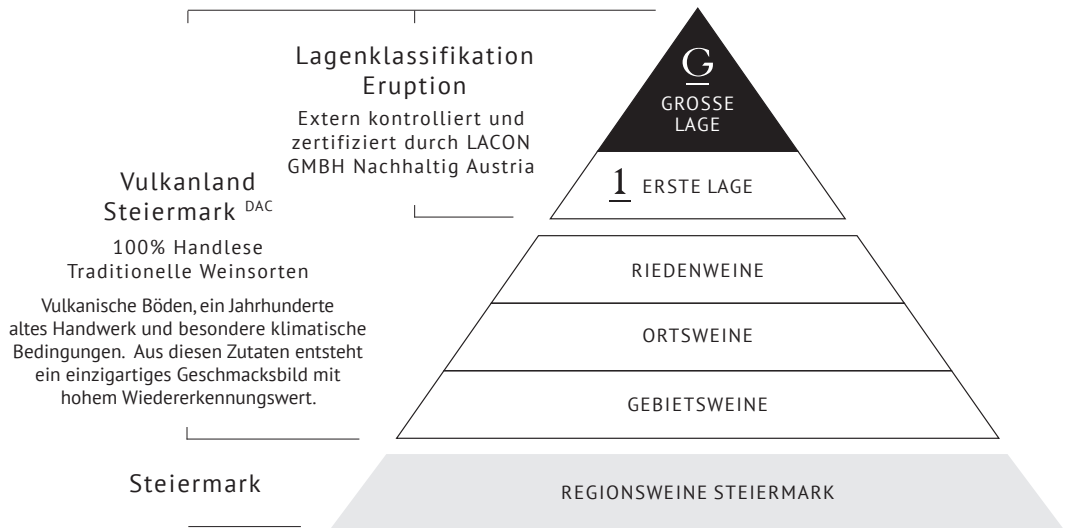 Lagenklassifikation
Eruption
Extern kontrolliert und
zertifiziert durch LACON
GMBH Nachhaltig Austria
Vulkanland
Steiermark DAC
100% Handlese
Traditionelle Weinsorten
Vulkanische Böden, ein Jahrhunderte
altes Handwerk und besondere klimatische
Bedingungen. Aus diesen Zutaten entsteht
ein einzigartiges Geschmacksbild mit
hohem Wiedererkennungswert.
Steiermark
G
GROSSE
LAGE
1 ERSTE LAGE
RIEDENWEINE
ORTSWEINE
GEBIETSWEINE
REGIONSWEINE STEIERMARK